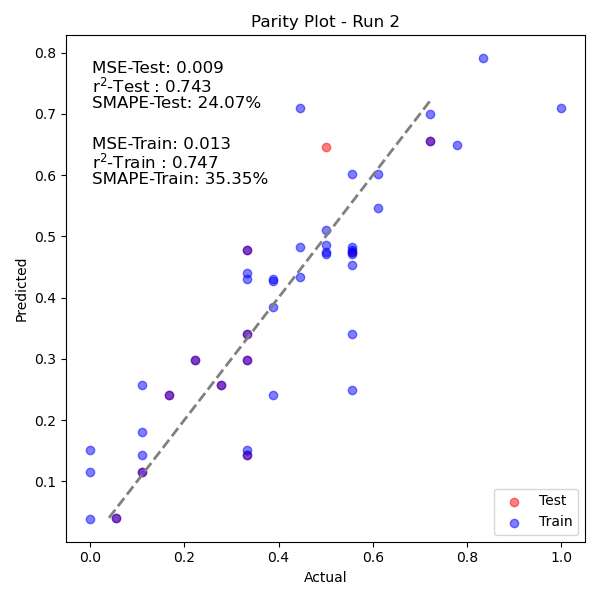 Parity Plot - Run 2
MSE-Test: 0.009
r²-Test : 0.743
SMAPE-Test: 24.07%
MSE-Train: 0.013
r²-Train : 0.747
SMAPE-Train: 35.35%
0.8
0.7
0.6
0.5
0.4
0.3
0.2
0.1
Predicted
0.0 0.2 0.4 0.6 0.8 1.0
Actual
Test
Train